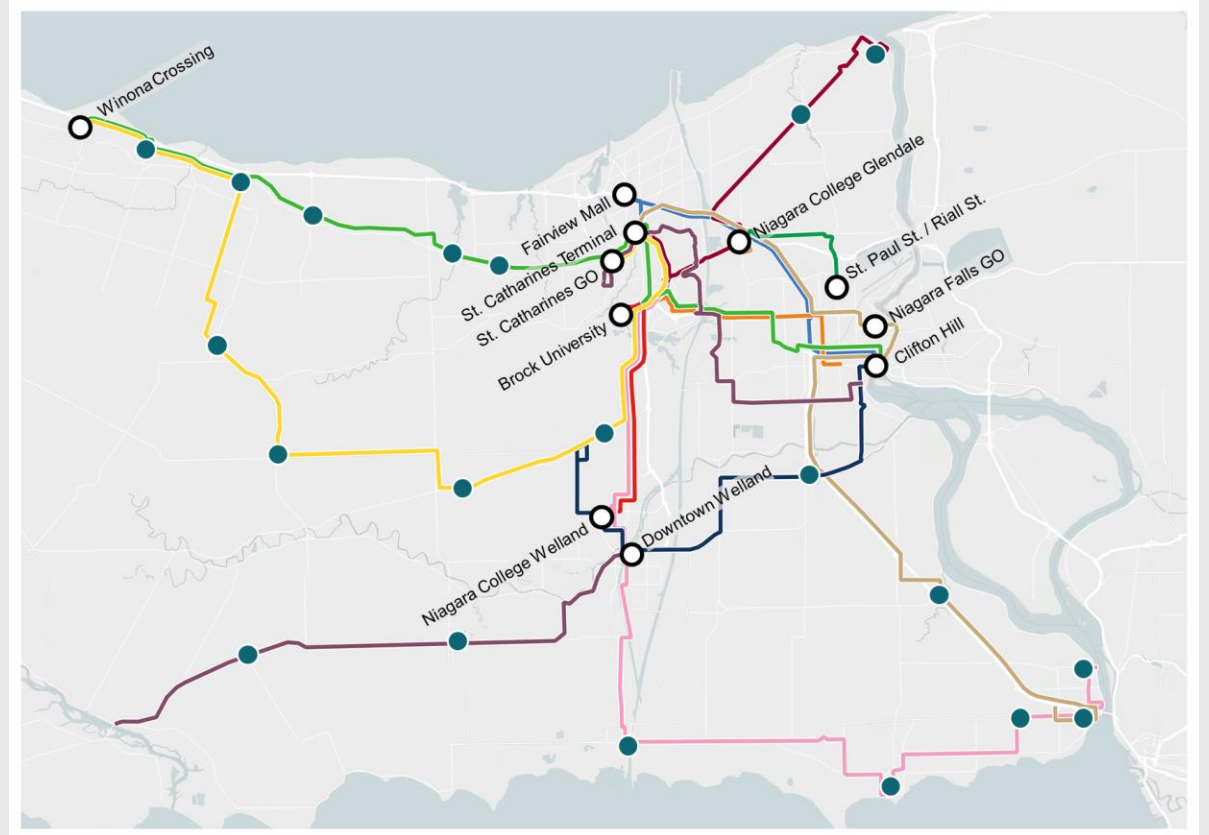 Winona Crossing
Fairview Mall
St. Catharines Terminal
St. Catharines GO
Brock University
Niagara College Glendale
St. Paul St. / Riall St.
Niagara Falls GO
Clifton Hill
Niagara College Welland
Downtown Welland